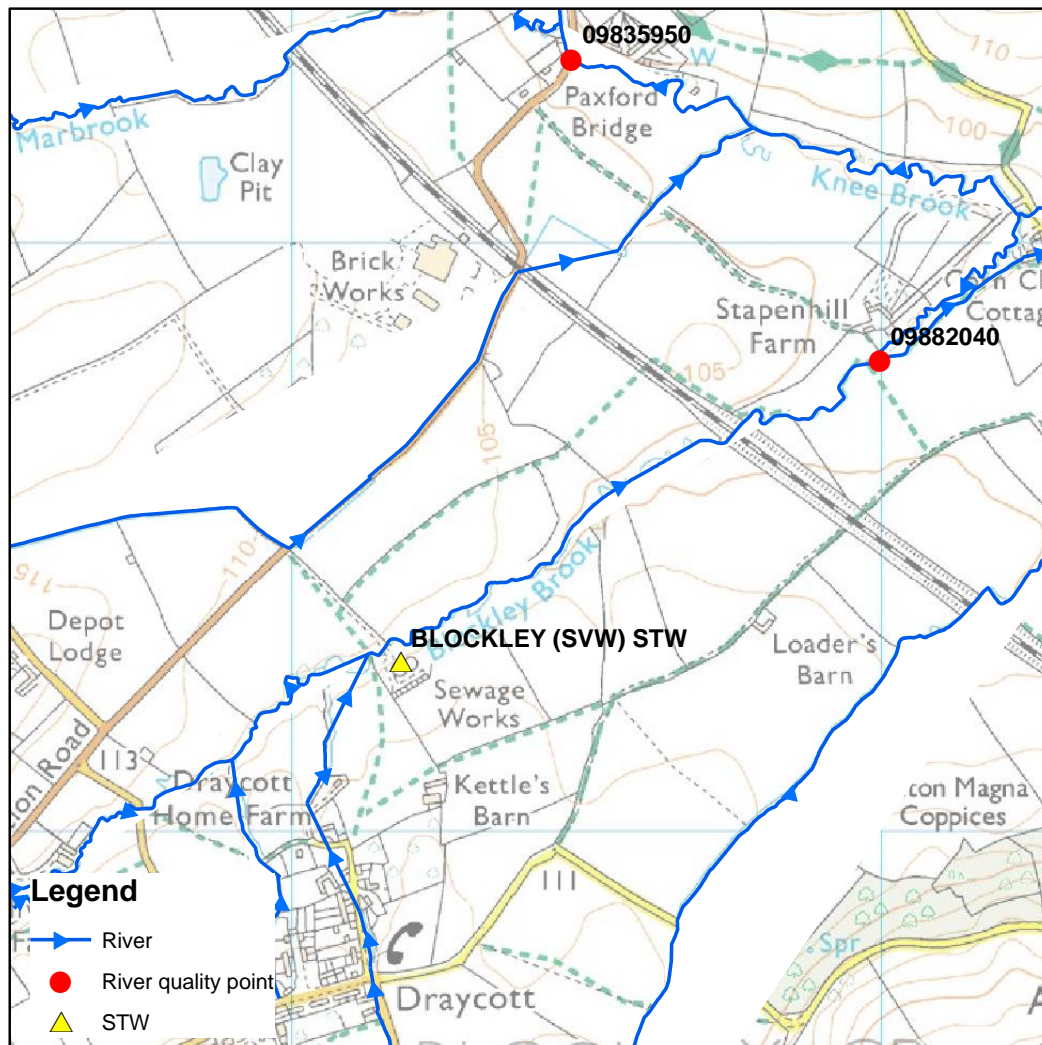 09835950
W
110
Paxford
Bridge
Marbrook
100
Clay
Pit
Knee Brook
Brick
Works
Stapenhill
Farm
Cottag
09882040
105
105
110
115
Blockley Brook
Depot
Lodge
BLOCKLEY (SVW) STW
Loader's
Barn
Sewage
Works
Road
113
Draycott
Home Farm
Kettle's
Barn
con Magna
Coppices
111
Legend
River
River quality point
STW
Spr
Draycott